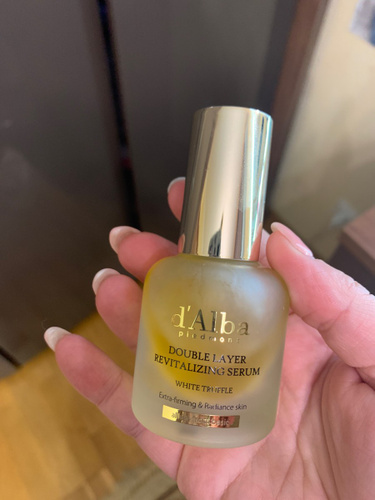 d'Alba
piedmont
DOUBLE LAYER
REVITALIZING SERUM
WHITE TRUFFLE
Extra-firming & Radiance skin